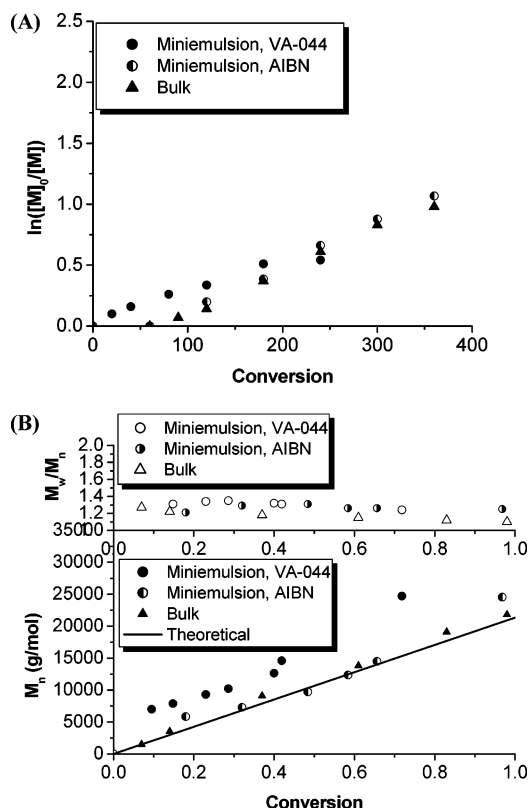 (A)
Miniemulsion, VA-044
Miniemulsion, AIBN
Bulk
2.5
2.0
1.5
1.0
0.5
0.0
ln([M]0/[M])
0 100 200 300 400
Conversion
(B)
Miniemulsion, VA-044
Miniemulsion, AIBN
Bulk
2.0
1.8
1.6
1.4
1.2
Mw/Mn
0.0 0.2 0.4 0.6 0.8 1.0
Miniemulsion, VA-044
Miniemulsion, AIBN
Bulk
Theoretical
30000
25000
20000
15000
10000
5000
0
Mn (g/mol)
0.0 0.2 0.4 0.6 0.8 1.0
Conversion